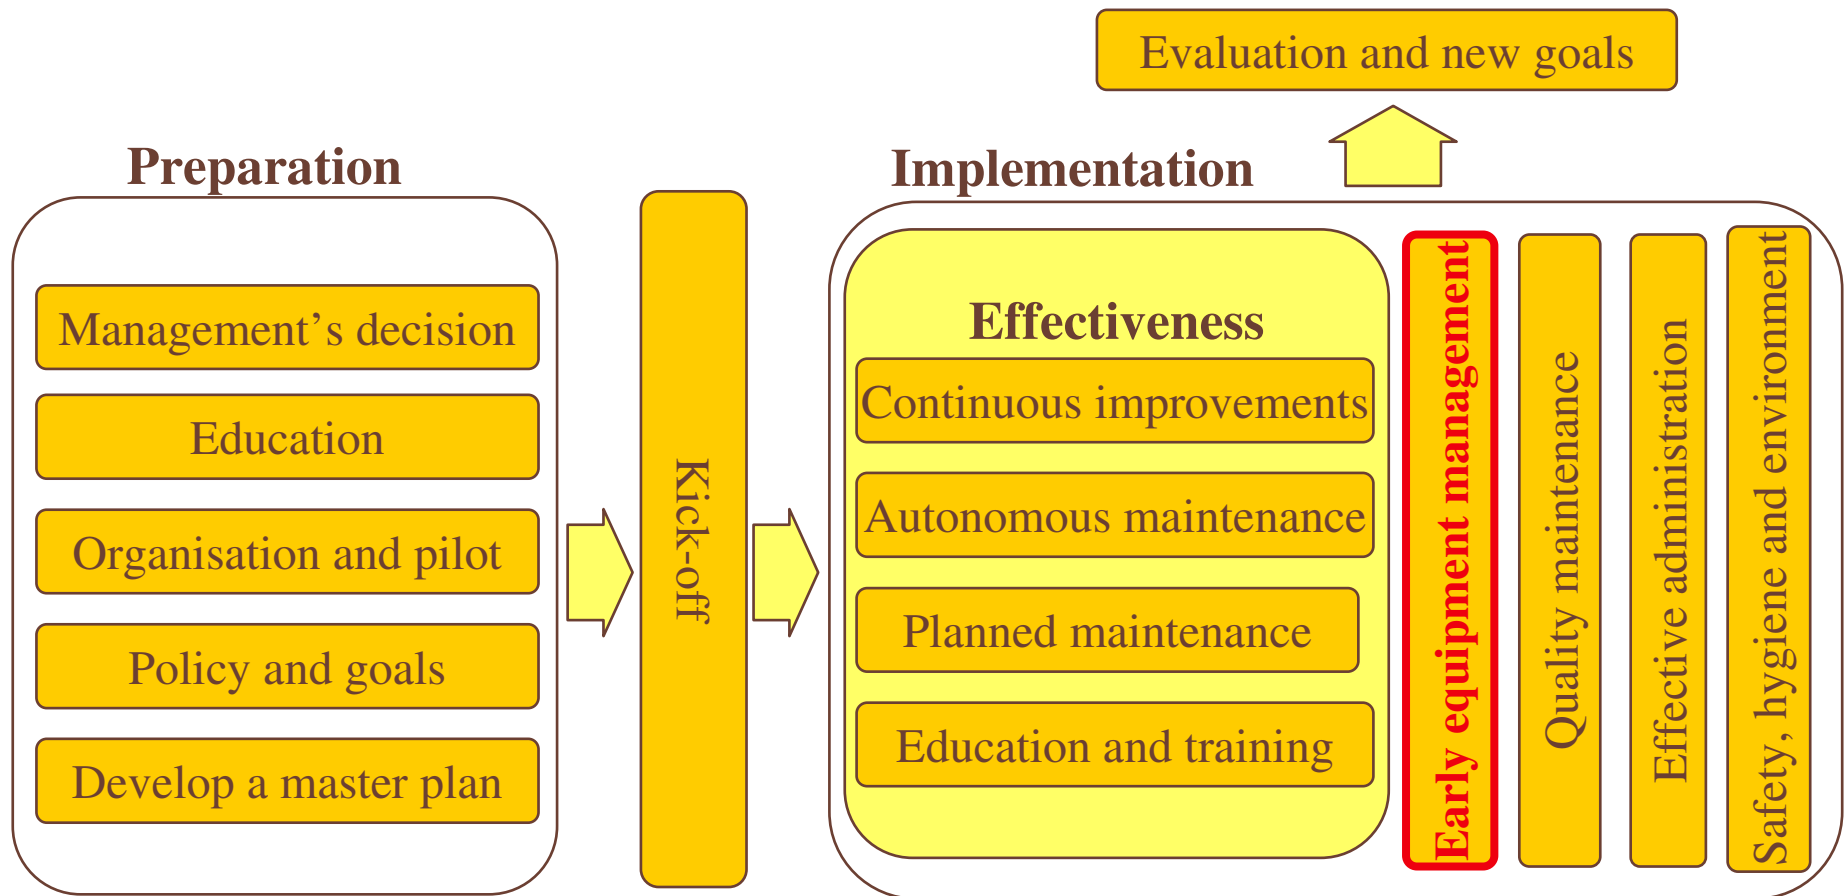 Evaluation and new goals
Preparation
Management’s decision
Education
Organisation and pilot
Policy and goals
Develop a master plan
Kick-off
Implementation
Effectiveness
Continuous improvements
Autonomous maintenance
Planned maintenance
Education and training
Early equipment management
Quality maintenance
Effective administration
Safety, hygiene and environment